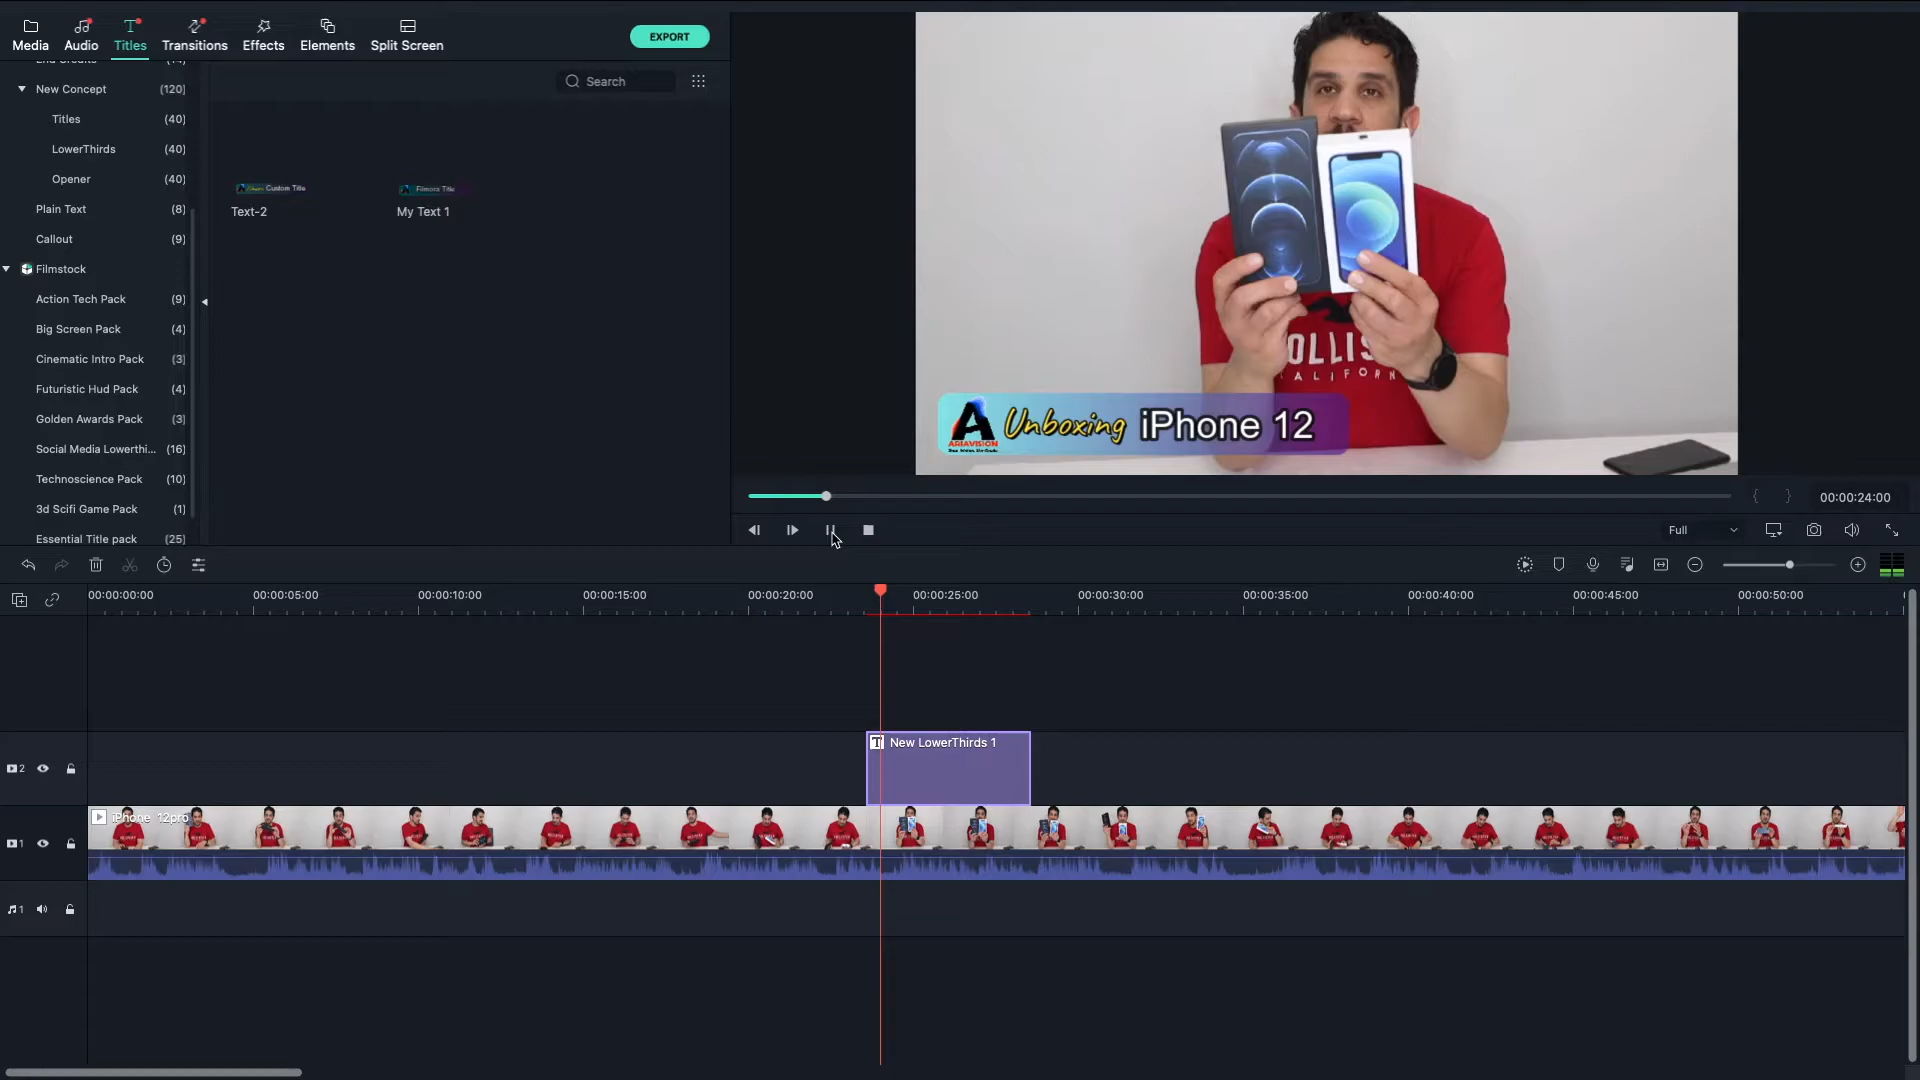 Media Audio Titles Transitions Effects Elements Split Screen
EXPORT
End Credits (14)
Search
New Concept (120)
Titles (40)
LowerThirds (40)
Opener (40)
Plain Text (8)
Callout (9)
Filmstock
Action Tech Pack (9)
Big Screen Pack (4)
Cinematic Intro Pack (3)
Futuristic Hud Pack (4)
Golden Awards Pack (3)
Social Media Lowerthi... (16)
Technoscience Pack (10)
3d Scifi Game Pack (1)
Essential Title pack (25)
Custom Title
Text-2
Filmora Title
My Text 1
HOLLIS
CALIFORN
ARIAVISION
Unboxing iPhone 12
00:00:24:00
Full
00:00:00:00 00:00:05:00 00:00:10:00 00:00:15:00 00:00:20:00 00:00:25:00 00:00:30:00 00:00:35:00 00:00:40:00 00:00:45:00 00:00:50:00
2
T New LowerThirds 1
1
iPhone 12pro
1